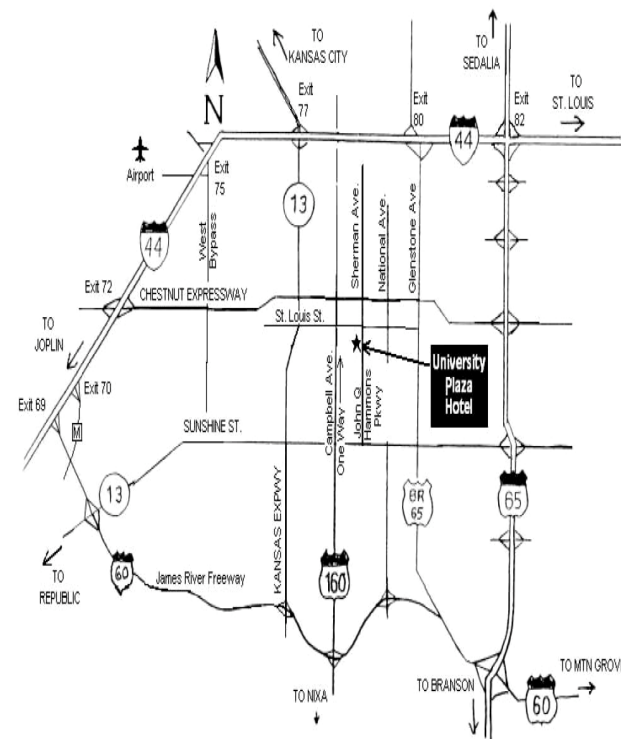 TO
KANSAS CITY
TO
SEDALIA
TO
ST. LOUIS
N
Exit
77
Exit
80
Exit
82
44
Airport
Exit
75
13
West
Bypass
Sherman Ave.
National Ave.
Glenstone Ave
44
Exit 72
CHESTNUT EXPRESSWAY
St. Louis St.
TO
JOPLIN
Campbell Ave.
One Way
John Q
Hammons
Pkwy
University
Plaza
Hotel
Exit 70
Exit 69
M
SUNSHINE ST.
13
KANSAS EXPWY
BR
65
65
TO
REPUBLIC
60
James River Freeway
160
TO NIXA
TO BRANSON
TO MTN GROVE
60